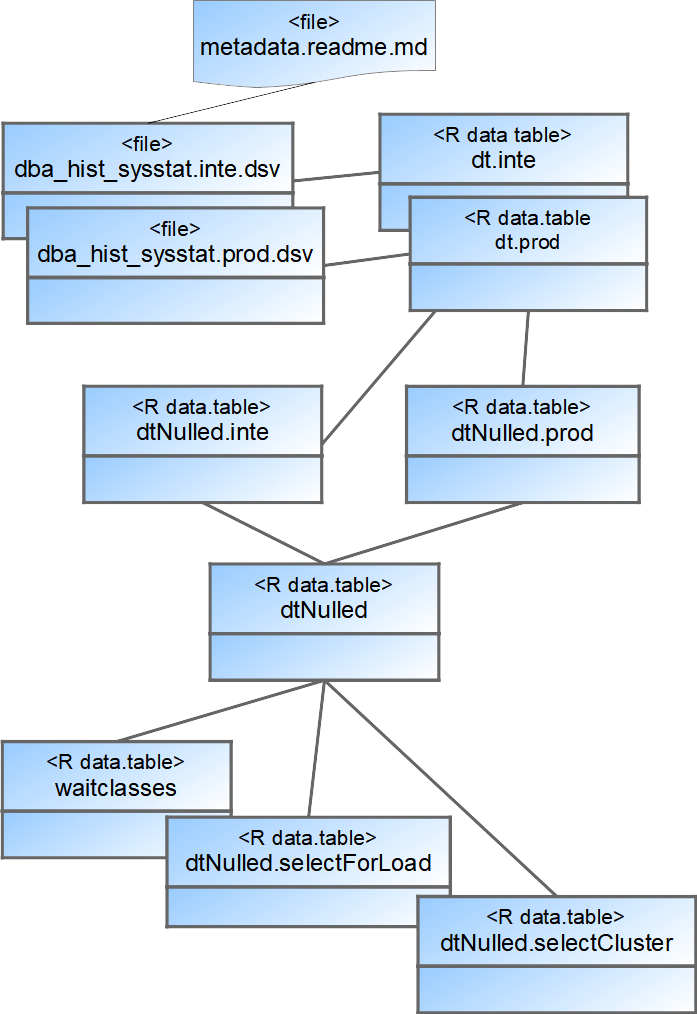 <file>
metadata.readme.md
<file>
dba_hist_sysstat.inte.dsv
<R data table>
dt.inte
<file>
dba_hist_sysstat.prod.dsv
<R data.table
dt.prod
<R data.table>
dtNulled.inte
<R data.table>
dtNulled.prod
<R data.table>
dtNulled
<R data.table>
waitclasses
<R data.table>
dtNulled.selectForLoad
<R data.table>
dtNulled.selectCluster